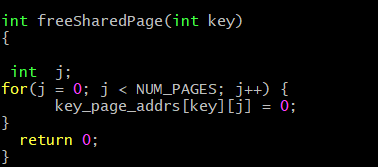 int freeSharedPage(int key)
{
 int  j;
for(j = 0; j < NUM_PAGES; j++) {
        key_page_addrs[key][j] = 0;
}
   return 0;
}